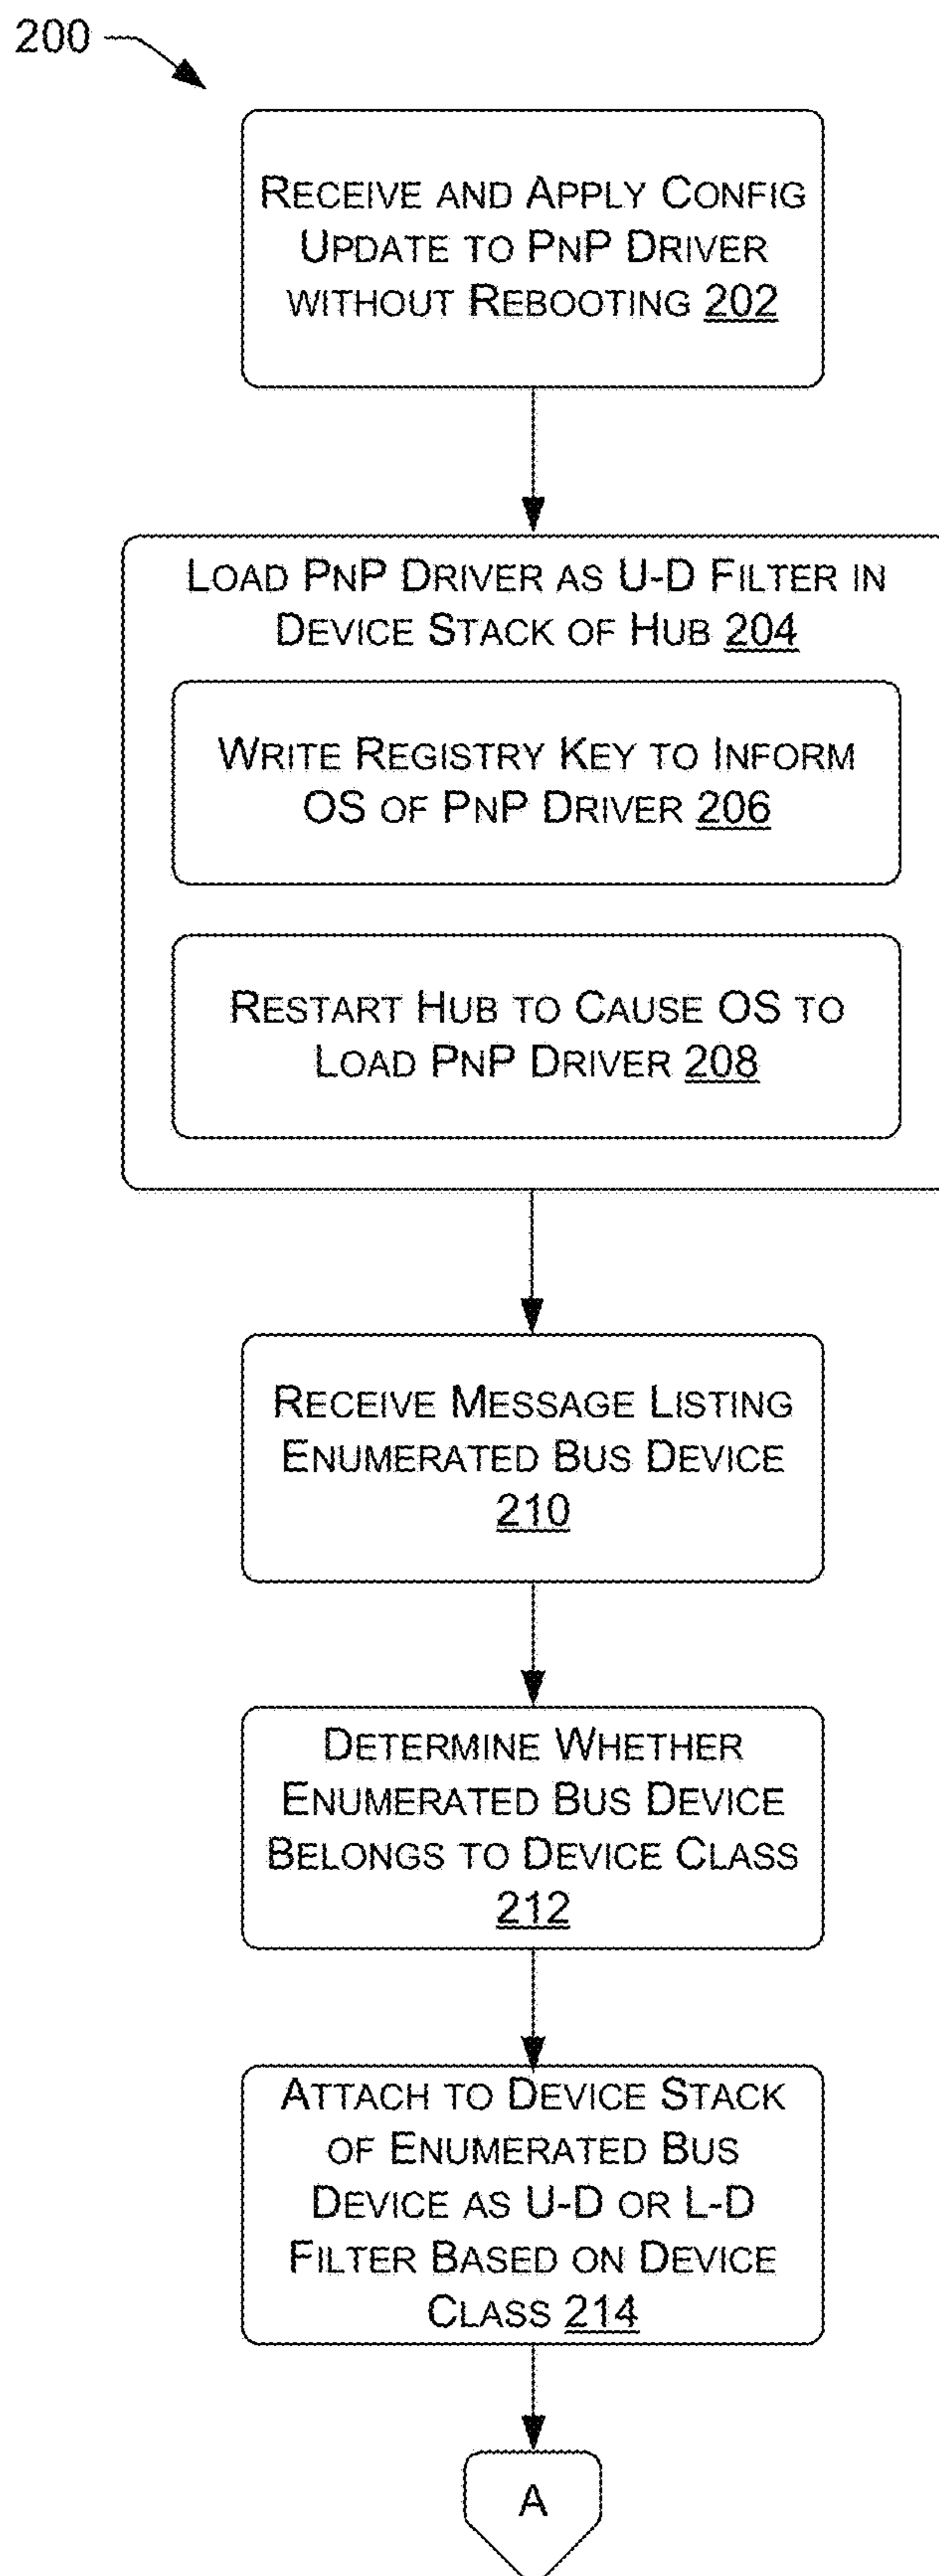 200
RECEIVE AND APPLY CONFIG
UPDATE TO PNP DRIVER
WITHOUT REBOOTING 202
LOAD PNP DRIVER AS U-D FILTER IN
DEVICE STACK OF HUB 204
WRITE REGISTRY KEY TO INFORM
OS OF PNP DRIVER 206
RESTART HUB TO CAUSE OS TO
LOAD PNP DRIVER 208
RECEIVE MESSAGE LISTING
ENUMERATED BUS DEVICE
210
DETERMINE WHETHER
ENUMERATED BUS DEVICE
BELONGS TO DEVICE CLASS
212
ATTACH TO DEVICE STACK
OF ENUMERATED BUS
DEVICE AS U-D OR L-D
FILTER BASED ON DEVICE
CLASS 214
A